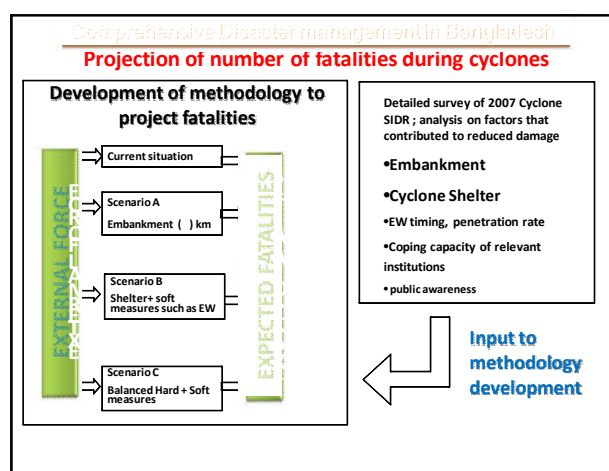 Comprehensive Disaster management in Bangladesh
Projection of number of fatalities during cyclones
Development of methodology to
project fatalities
EXTERNAL FORCE
Current situation
Scenario A
Embankment ( ) km
Scenario B
Shelter+ soft
measures such as EW
Scenario C
Balanced Hard + Soft
measures
EXPECTED FATALITIES
Detailed survey of 2007 Cyclone
SIDR ; analysis on factors that
contributed to reduced damage
•Embankment
•Cyclone Shelter
•EW timing, penetration rate
•Coping capacity of relevant
institutions
• public awareness
Input to
methodology
development